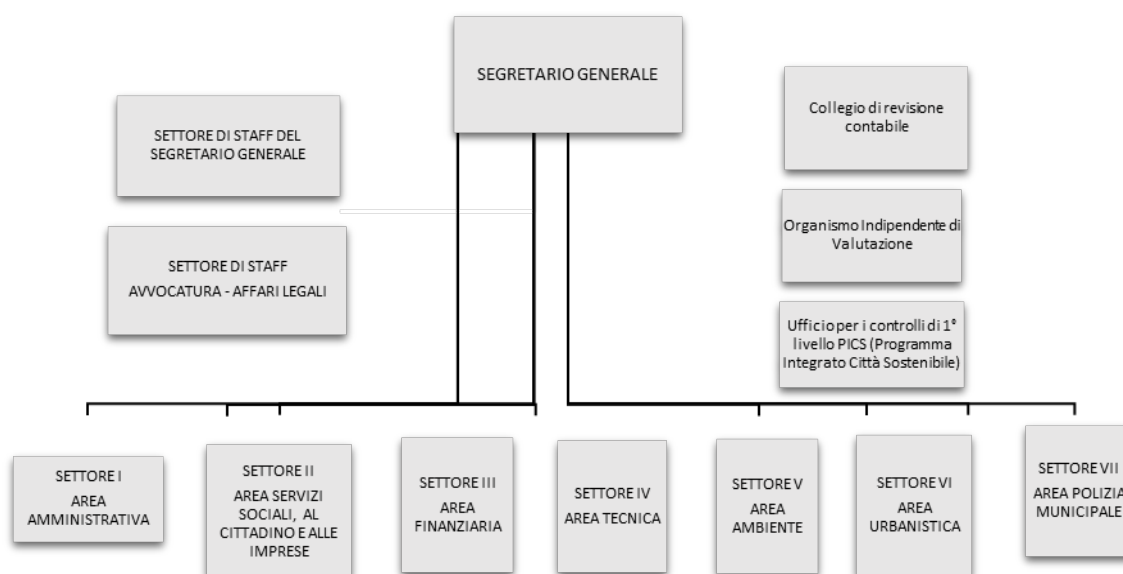 SEGRETARIO GENERALE
SETTORE DI STAFF DEL
SEGRETARIO GENERALE
SETTORE DI STAFF
AVVOCATURA - AFFARI LEGALI
Collegio di revisione
contabile
Organismo Indipendente di
Valutazione
Ufficio per i controlli di 1°
livello PICS (Programma
Integrato Città Sostenibile)
SETTORE I
AREA
AMMINISTRATIVA
SETTORE II
AREA SERVIZI
SOCIALI, AL
CITTADINO E ALLE
IMPRESE
SETTORE III
AREA
FINANZIARIA
SETTORE IV
AREA TECNICA
SETTORE V
AREA
AMBIENTE
SETTORE VI
AREA
URBANISTICA
SETTORE VII
AREA POLIZIA
MUNICIPALE